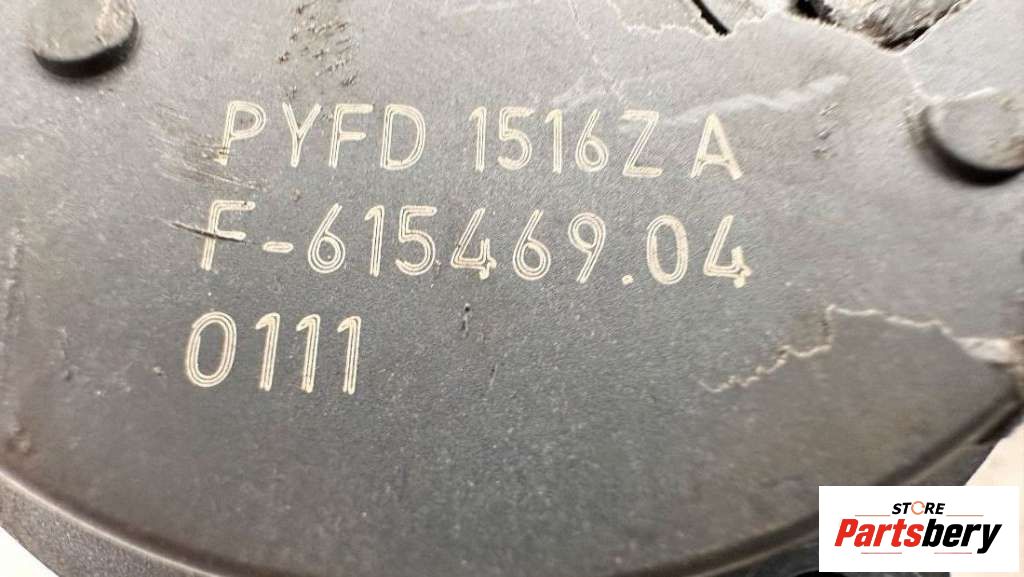 PYFD 1516Z A
F-615469.04
0111
STORE
Partsbery